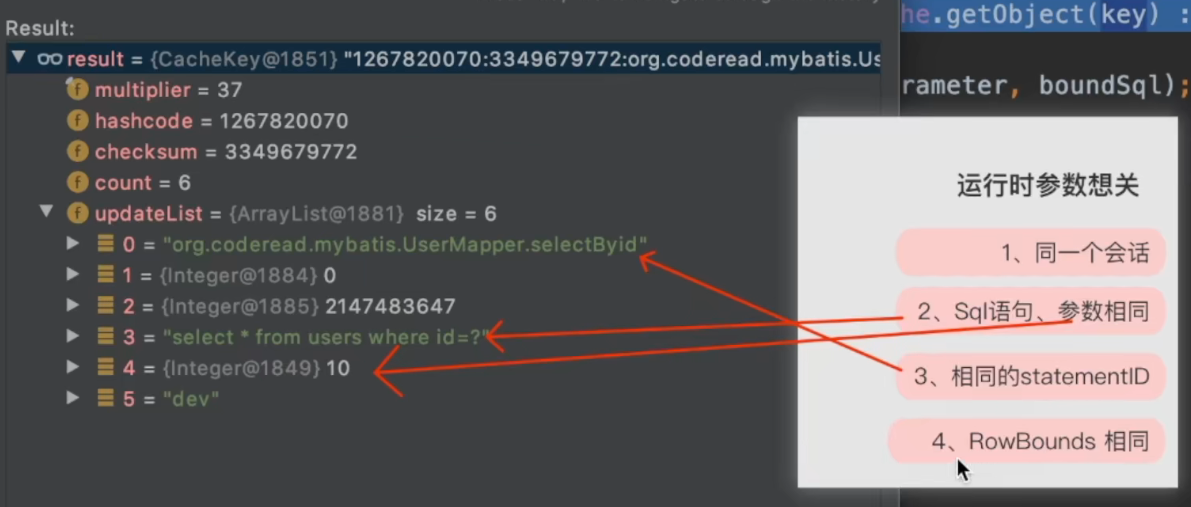 Result:
result = {CacheKey@1851} "1267820070:3349679772:org.coderead.mybatis.Us
multiplier = 37
hashcode = 1267820070
checksum = 3349679772
count = 6
updateList = {ArrayList@1881} size = 6
0 = "org.coderead.mybatis.UserMapper.selectByid"
1 = {Integer@1884} 0
2 = {Integer@1885} 2147483647
3 = "select * from users where id=?"
4 = {Integer@1849} 10
5 = "dev"
he.getObject(key) :
rameter, boundSql);
运行时参数想关
1、同一个会话
2、Sql语句、参数相同
3、相同的statementID
4、RowBounds 相同